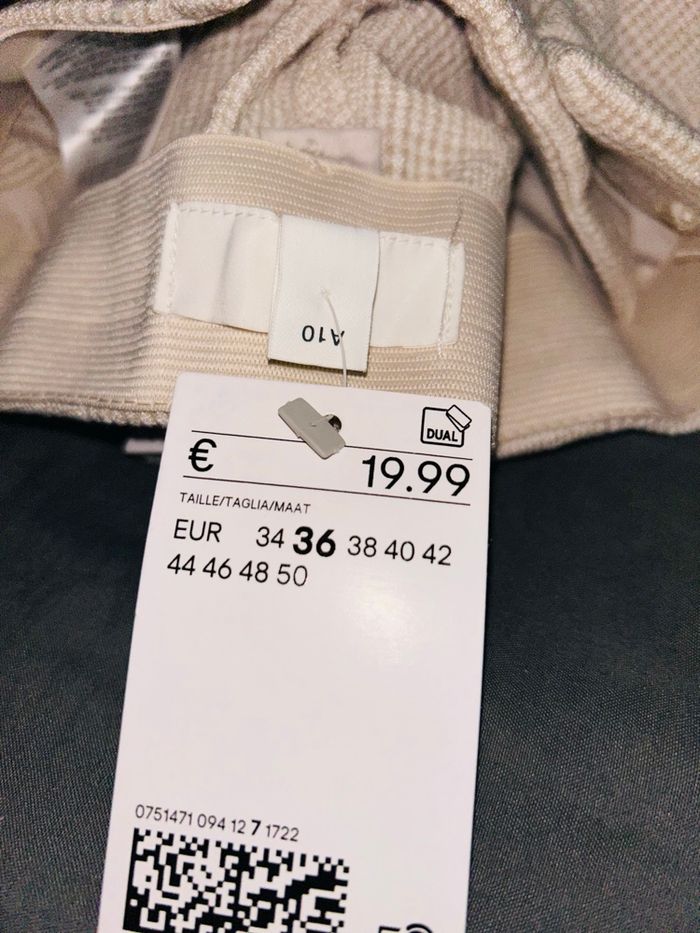 A10
DUAL
€ 19.99
TAILLE/TAGLIA/MAAT
EUR 34 36 38 40 42
44 46 48 50
0751471 094 12 7 1722